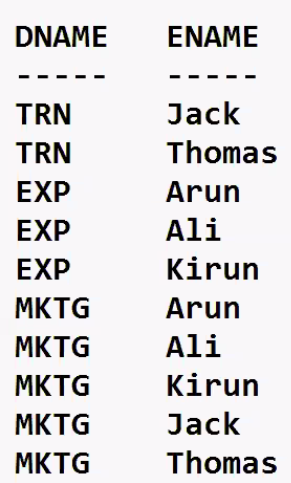 DNAME ENAME
----- -----
TRN Jack
TRN Thomas
EXP Arun
EXP Ali
EXP Kirun
MKTG Arun
MKTG Ali
MKTG Kirun
MKTG Jack
MKTG Thomas